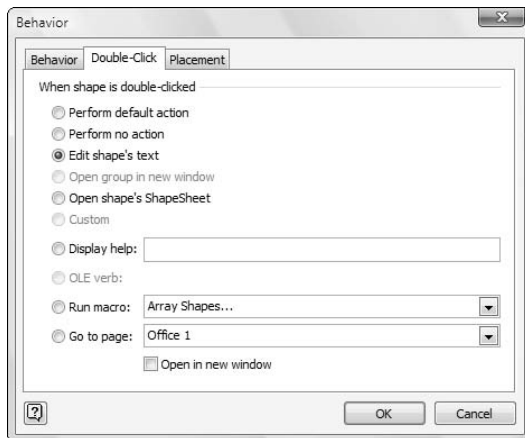 Behavior
Behavior Double-Click Placement
When shape is double-clicked
Perform default action
Perform no action
Edit shape's text
Open group in new window
Open shape's ShapeSheet
Custom
Display help:
OLE verb:
Run macro: Array Shapes...
Go to page: Office 1
Open in new window
? OK Cancel